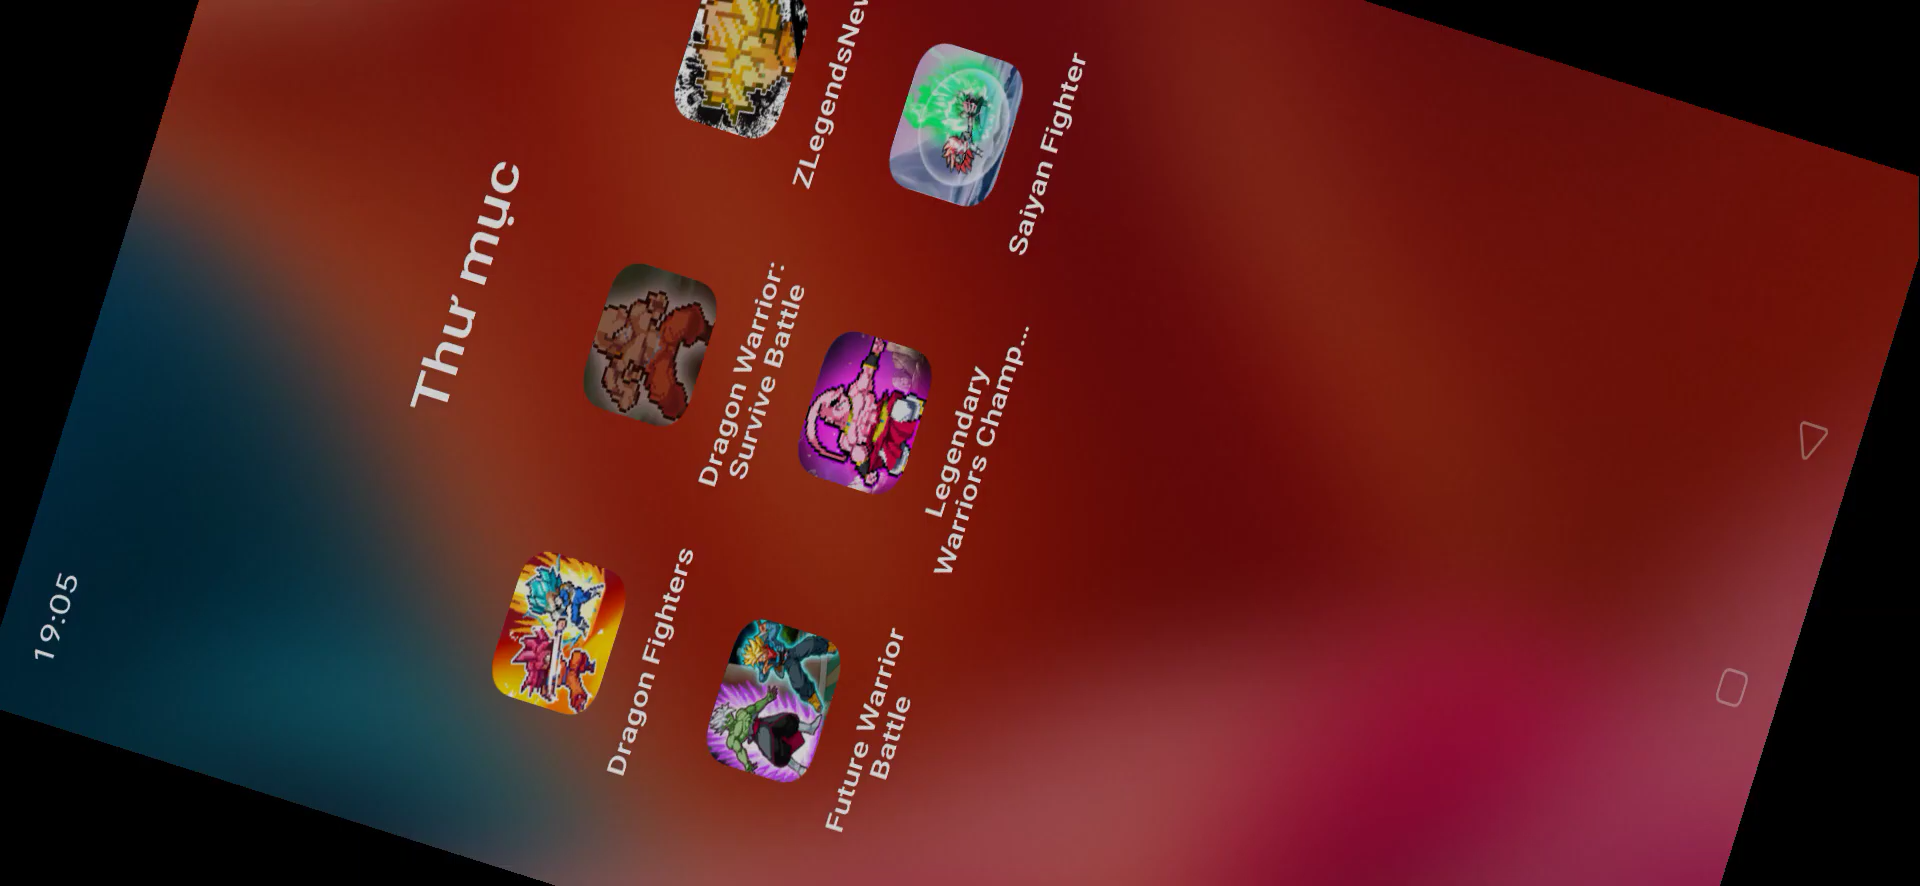 19:05
Thư mục
Dragon Fighters
Dragon Warrior:
Survive Battle
ZLegendsNew
Future Warrior
Battle
Legendary
Warriors Champ...
Saiyan Fighter